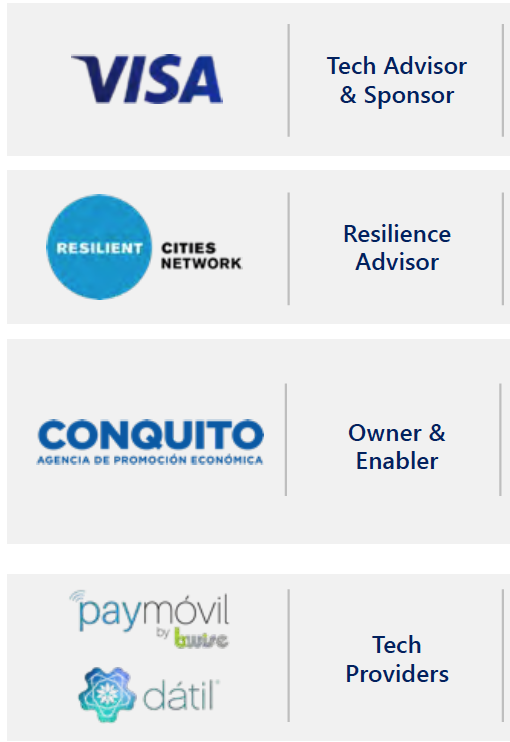 VISA
Tech Advisor
& Sponsor
RESILIENT CITIES
NETWORK
Resilience
Advisor
CONQUITO
AGENCIA DE PROMOCIÓN ECONÓMICA
Owner &
Enabler
paymóvil
by bwise
dátil
Tech
Providers